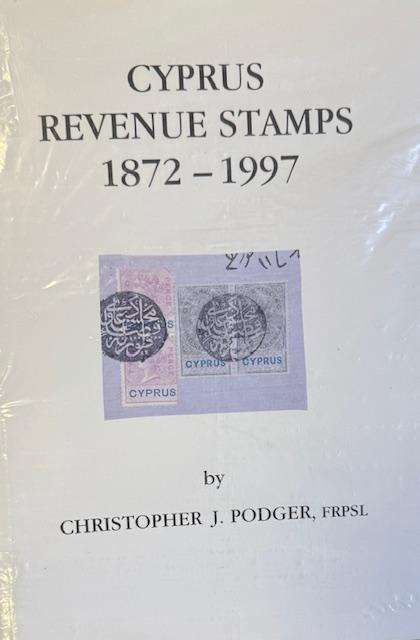 CYPRUS
REVENUE STAMPS
1872 – 1997
CYPRUS
CYPRUS
CYPRUS
by
CHRISTOPHER J. PODGER, FRPSL